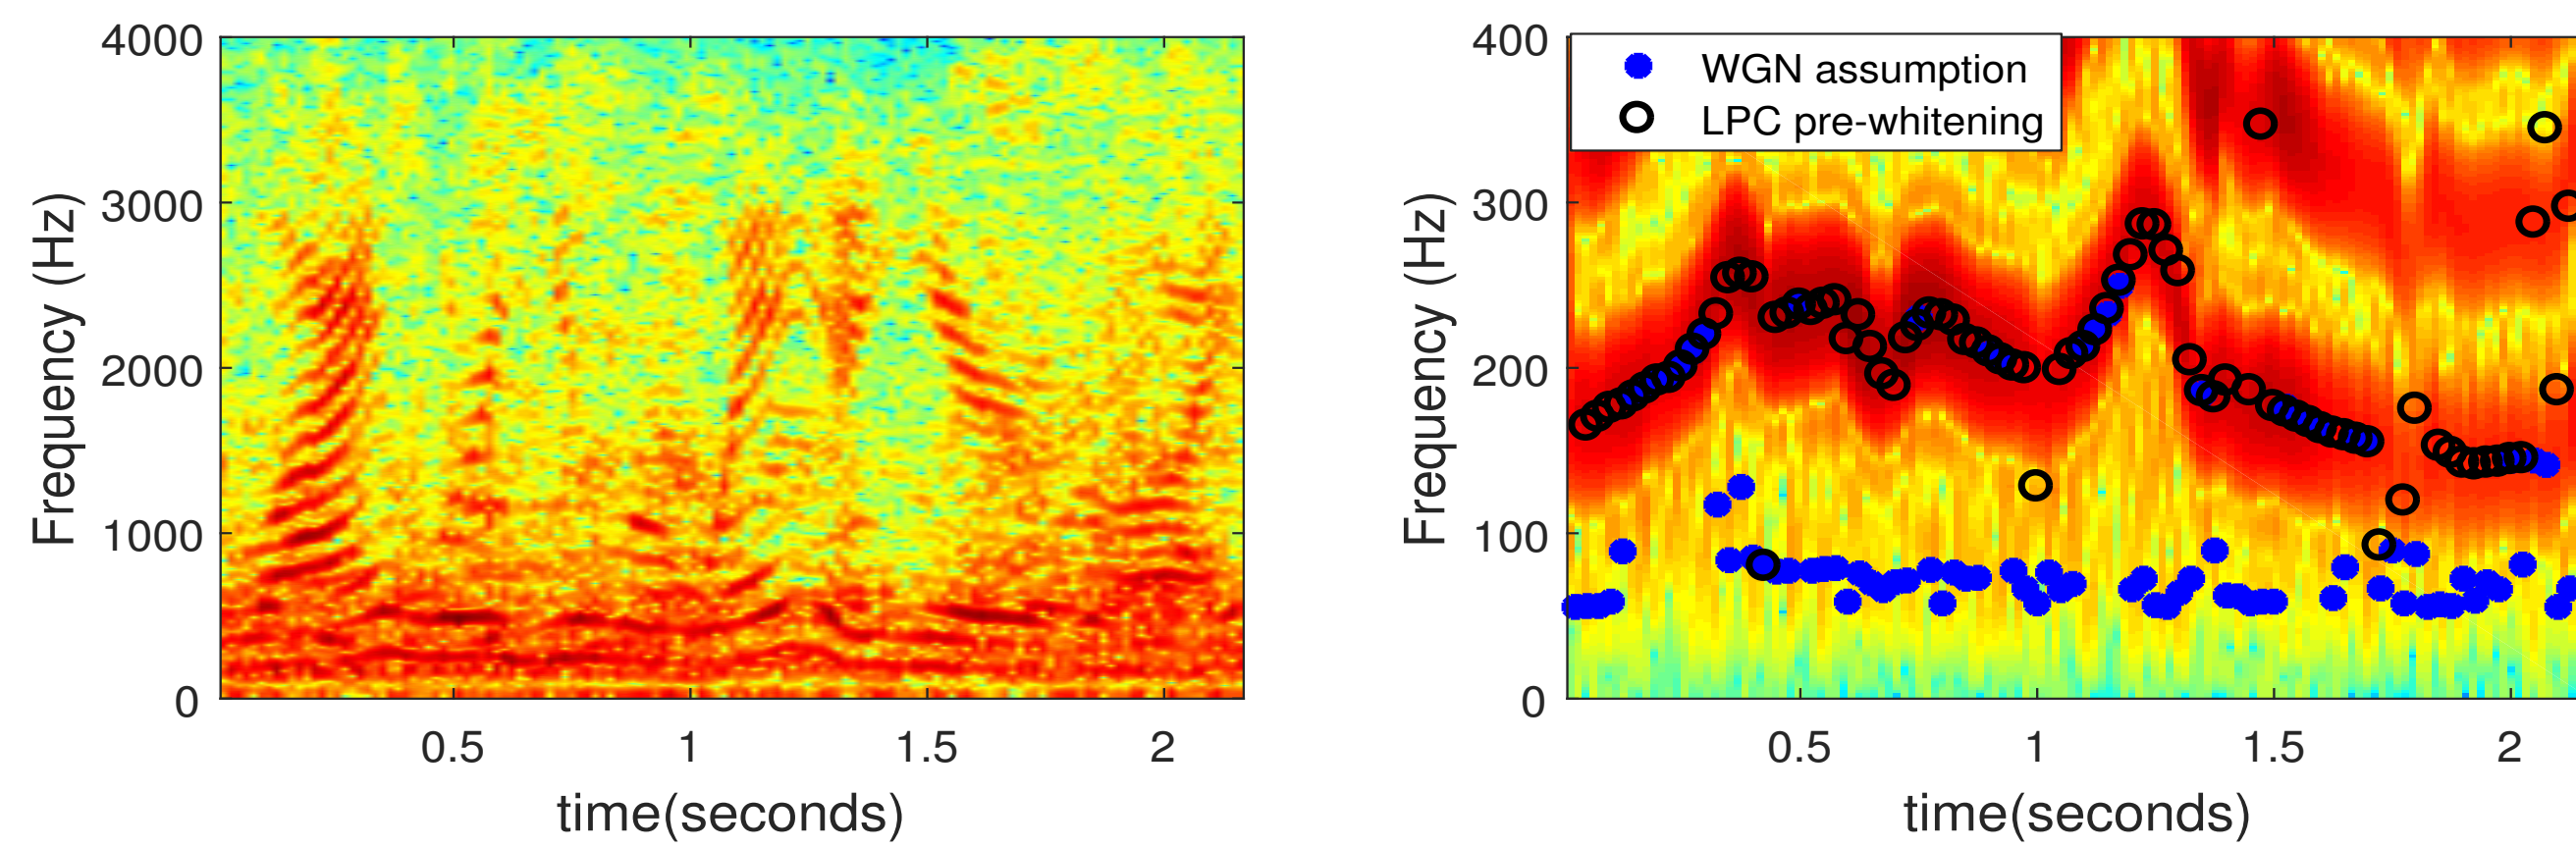 4000
3000
2000
1000
0
Frequency (Hz)
0.5 1 1.5 2
time(seconds)
WGN assumption
LPC pre-whitening
400
300
200
100
0
Frequency (Hz)
0.5 1 1.5 2
time(seconds)